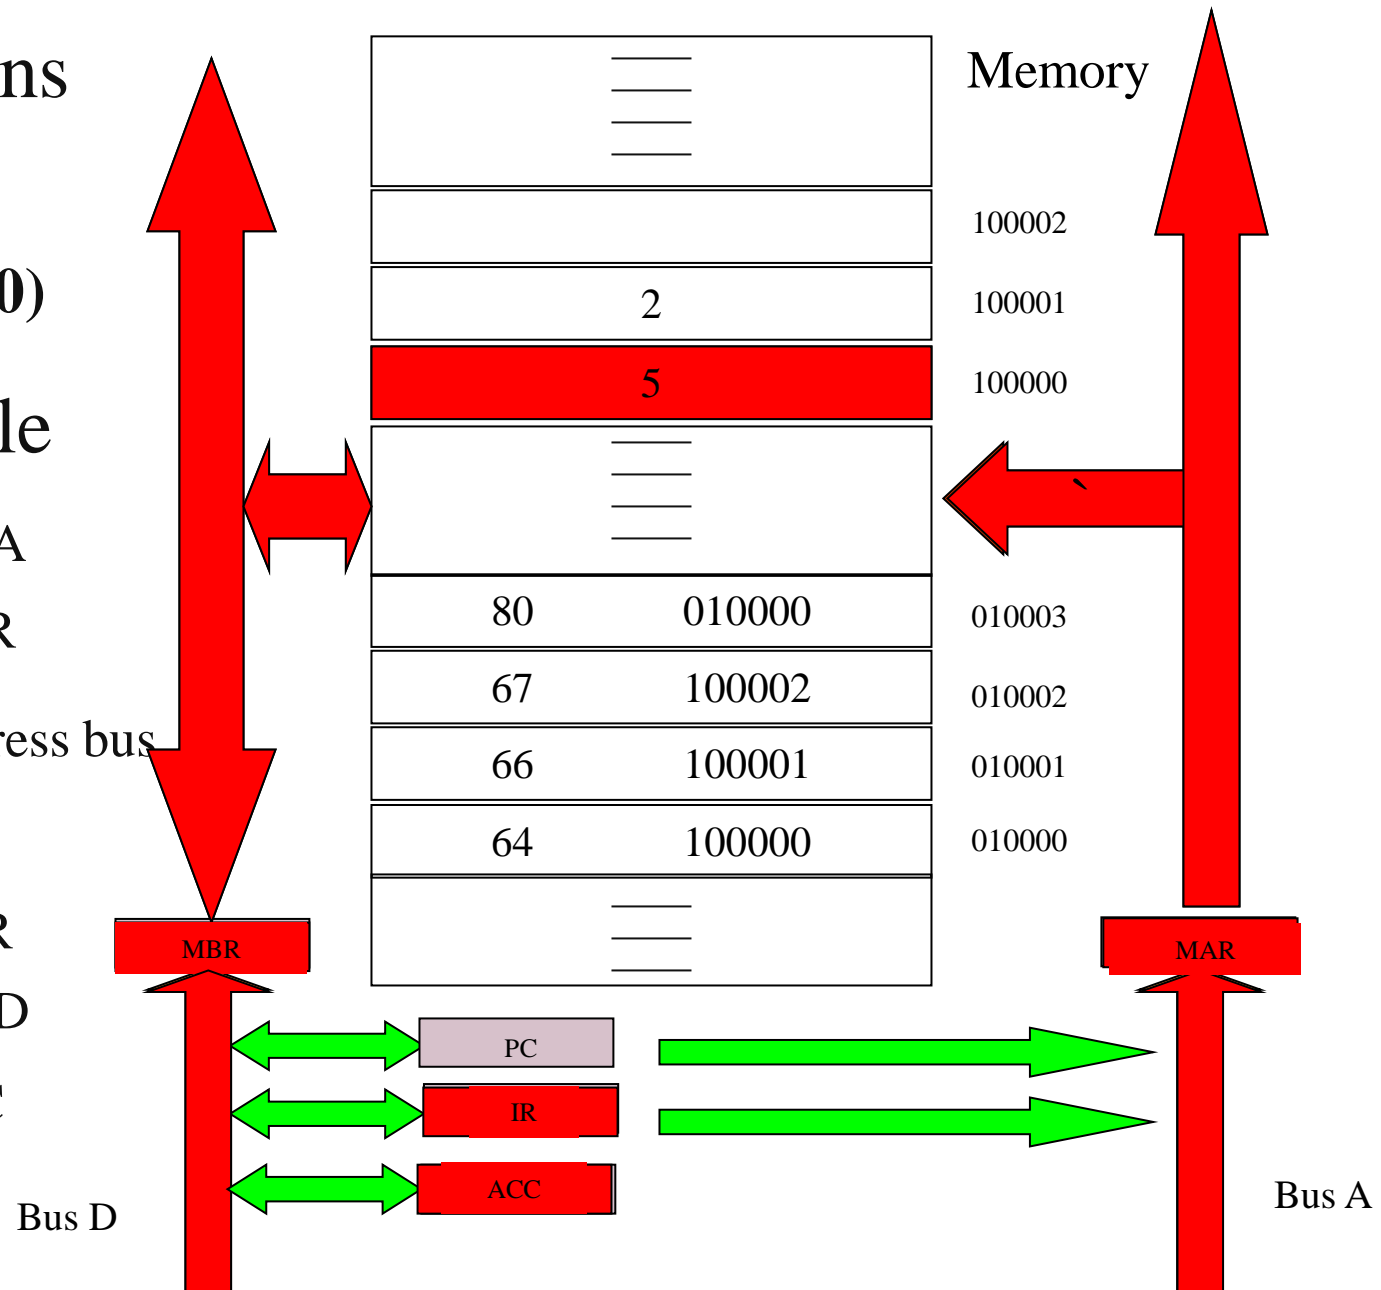 ns
Memory
100002
0)
2 100001
5 100000
le
`
A
80 010000 010003
R
67 100002 010002
ress bus
66 100001 010001
64 100000 010000
R
MBR
MAR
D
PC
IR
ACC
Bus D
Bus A